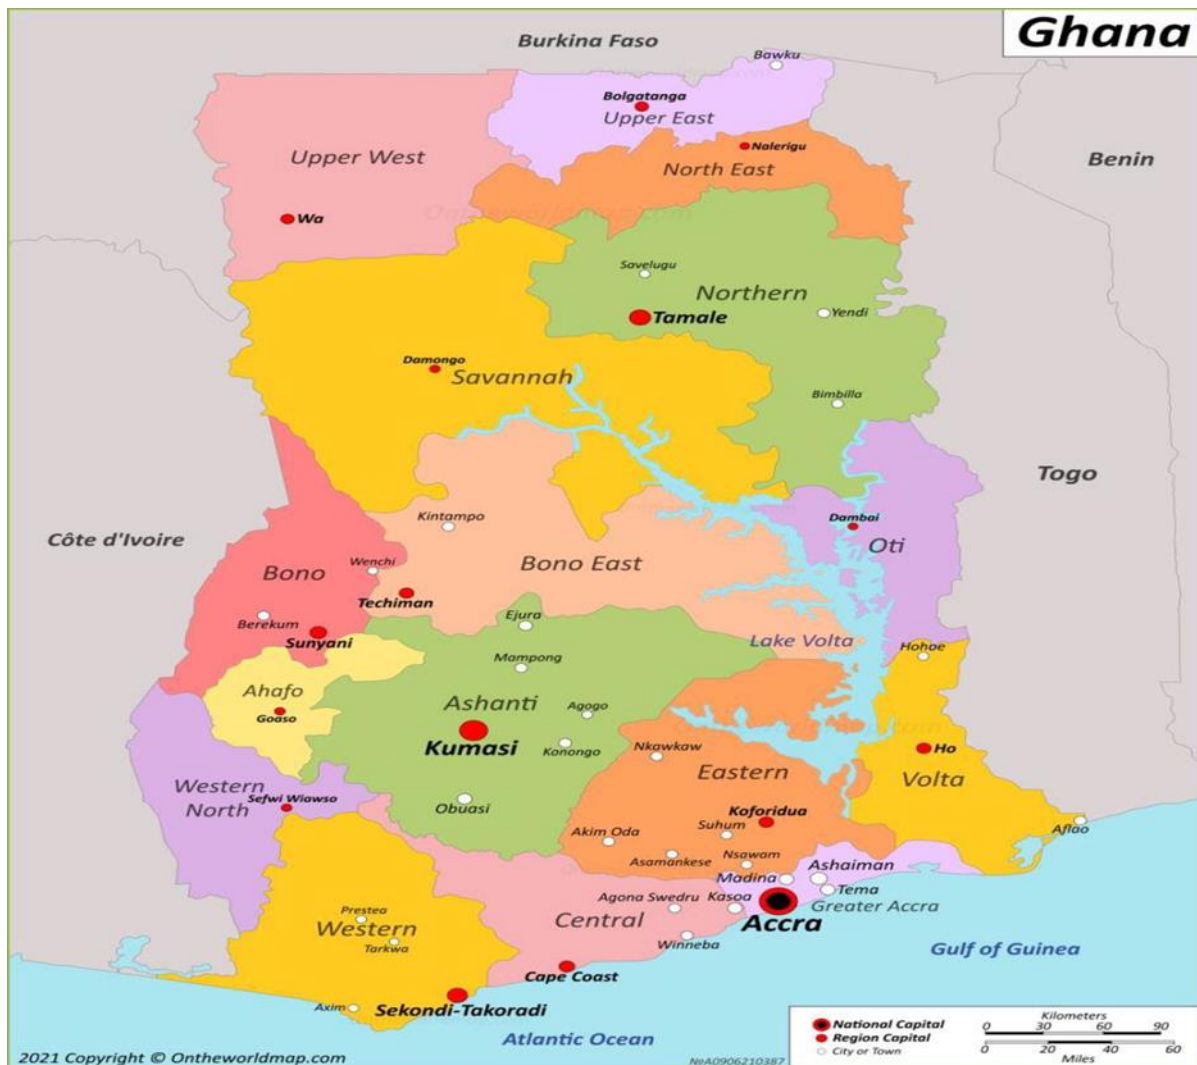 Ghana
Burkina Faso
Bawku
Bolgatanga
Upper East
Nalerigu
North East
Upper West
Benin
Wa
Ontheworldmap.com
Savelugu
Northern
Yendi
Tamale
Damongo
Savannah
Bimbilla
Togo
Kintampo
Dambai
Oti
Côte d'Ivoire
Bono East
Wenchi
Bono
Techiman
Berekum
Sunyani
Ejura
Lake Volta
Hohoe
Mampong
Ahafo
Goaso
Ashanti
Agogo
Kumasi
Konongo
Nkawkaw
Ho
Eastern
Volta
Western
North
Sefwi Wiawso
Obuasi
Koforidua
Suhum
Aflao
Akim Oda
Asamankese
Nsawam
Madina
Ashaiman
Tema
Agona Swedru
Kasoa
Greater Accra
Accra
Central
Prestea
Western
Tarkwa
Winneba
Gulf of Guinea
Cape Coast
Axim
Sekondi-Takoradi
Atlantic Ocean
National Capital
Region Capital
City or Town
Kilometers
0 30 60 90
0 20 40 60
Miles
2021 Copyright © Ontheworldmap.com
№A0906210387